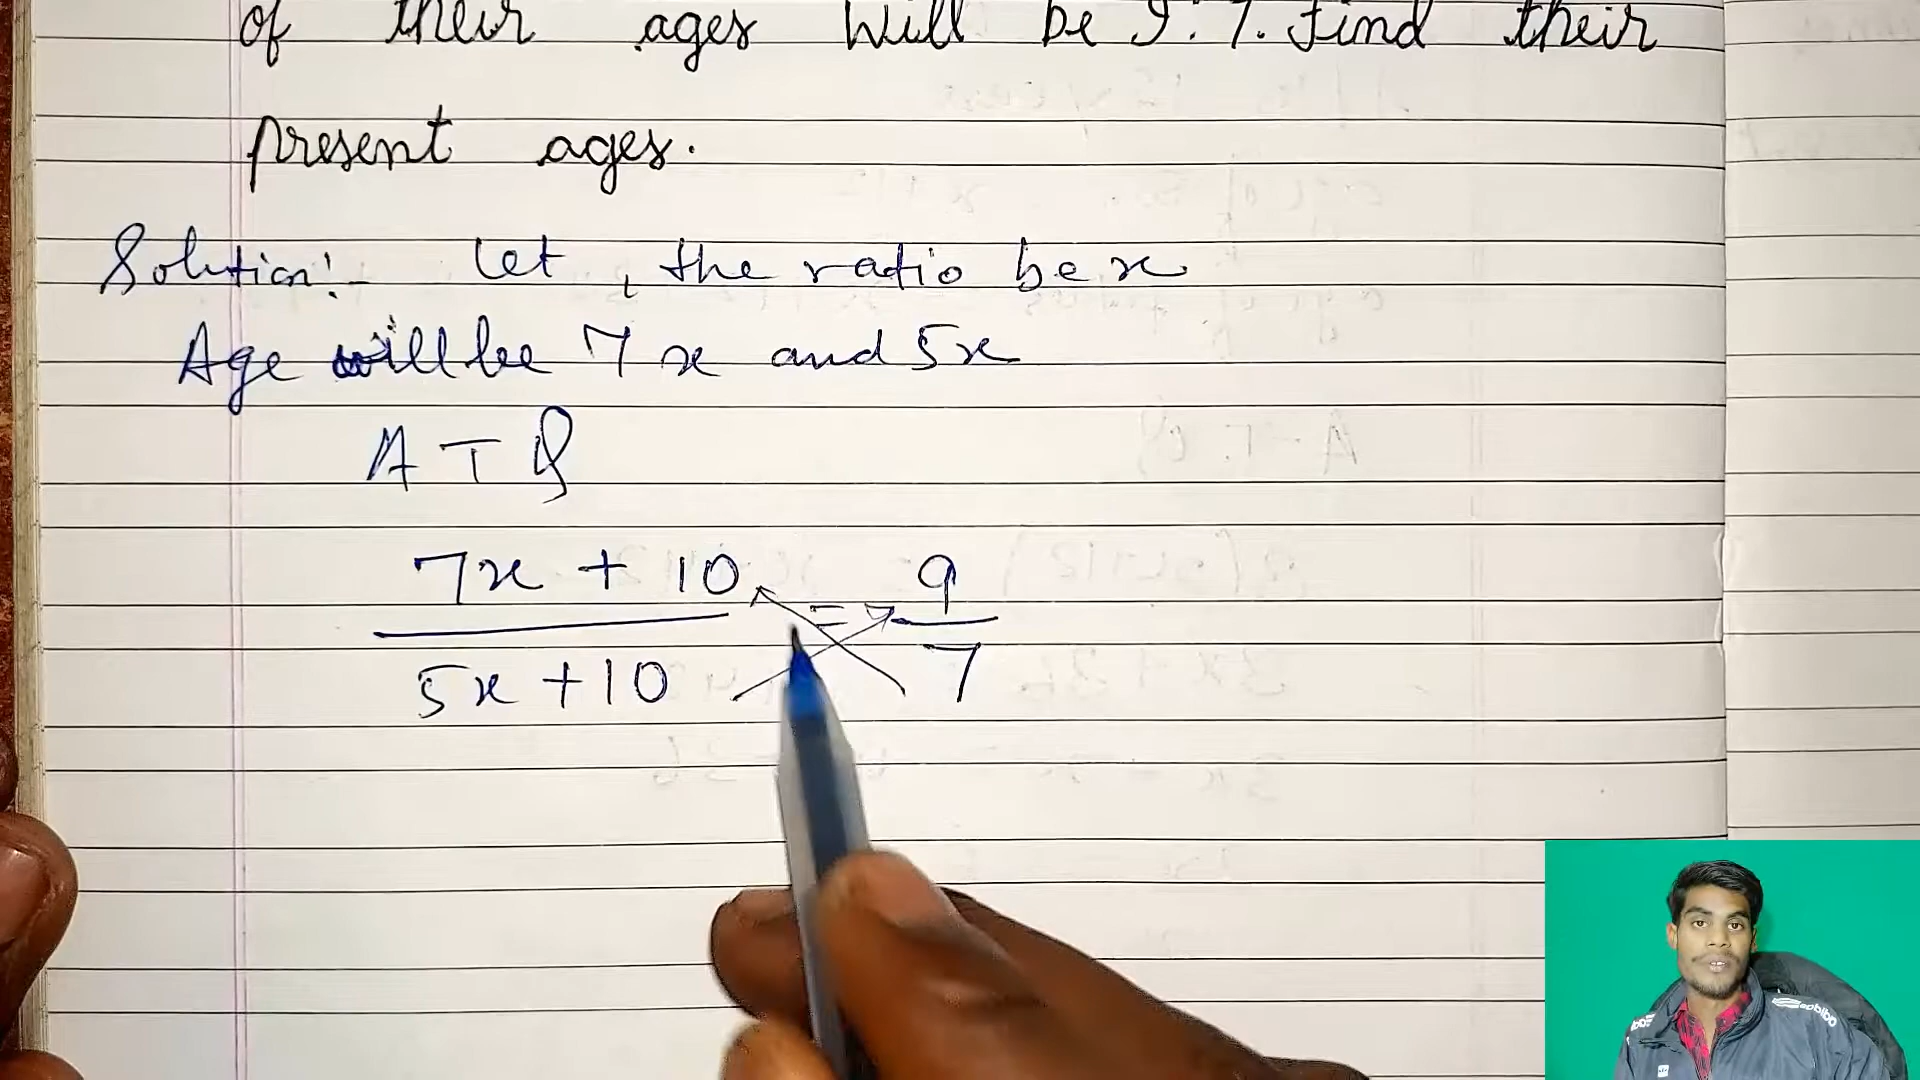 of their ages will be 9:7. find their
present ages.
Solution:- let, the ratio be x
Age will be 7x and 5x
A T Q
7x + 10 = 9
5x + 10 7